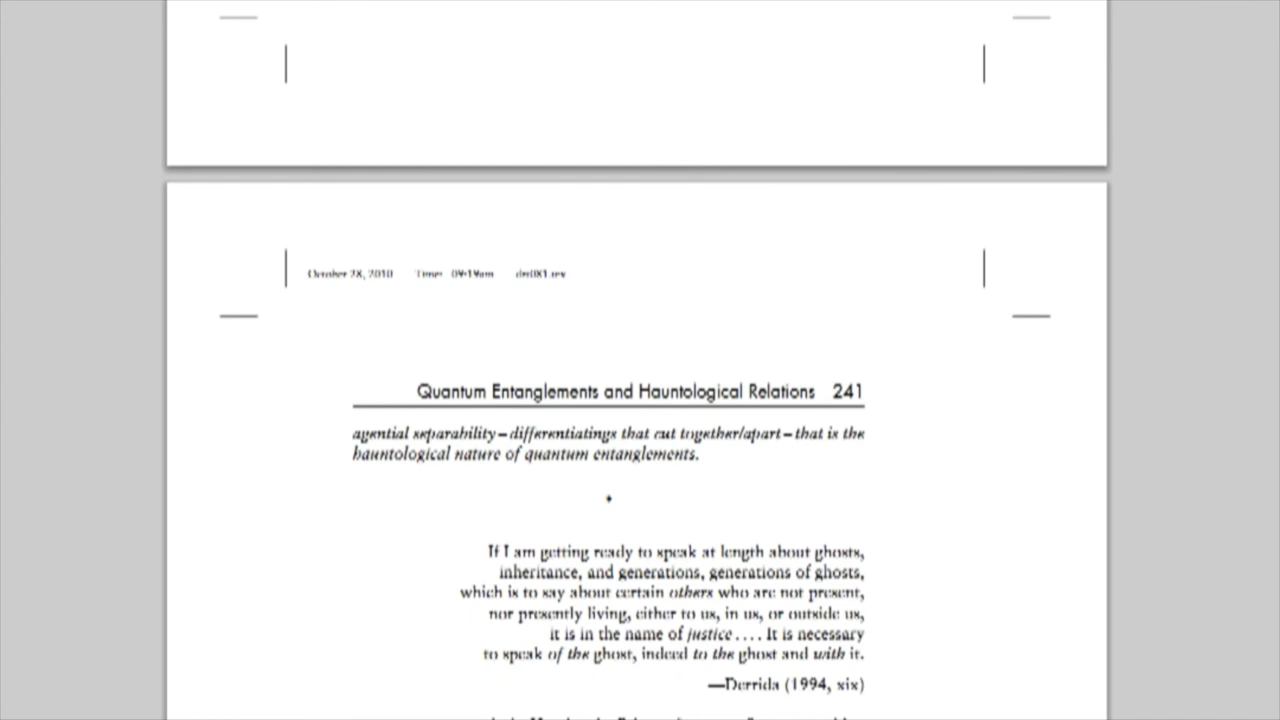 October 28, 2010 Time: 09:19am drt081.tex
Quantum Entanglements and Hauntological Relations 241
agential separability – differentiatings that cut together/apart – that is the
hauntological nature of quantum entanglements.
If I am getting ready to speak at length about ghosts,
inheritance, and generations, generations of ghosts,
which is to say about certain others who are not present,
nor presently living, either to us, in us, or outside us,
it is in the name of justice . . . . It is necessary
to speak of the ghost, indeed to the ghost and with it.
—Derrida (1994, xix)